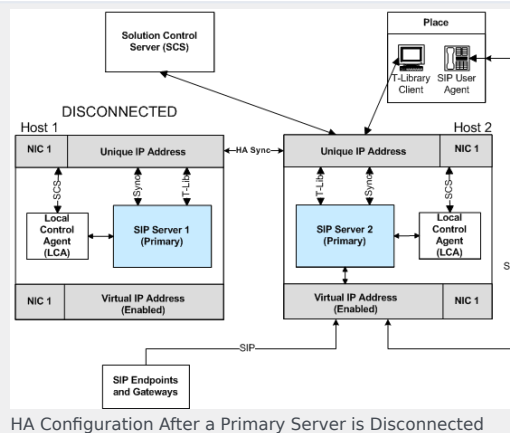 Solution Control
Server (SCS)
Place
T-Library
Client
SIP User
Agent
DISCONNECTED
Host 1
Host 2
NIC 1
Unique IP Address
HA Sync
Unique IP Address
NIC 1
SCS
Sync
T-Lib
T-Lib
Sync
SCS
Local
Control
Agent
(LCA)
SIP Server 1
(Primary)
SIP Server 2
(Primary)
Local
Control
Agent
(LCA)
S
NIC 1
Virtual IP Address
(Enabled)
Virtual IP Address
(Enabled)
NIC 1
SIP
SIP Endpoints
and Gateways
HA Configuration After a Primary Server is Disconnected